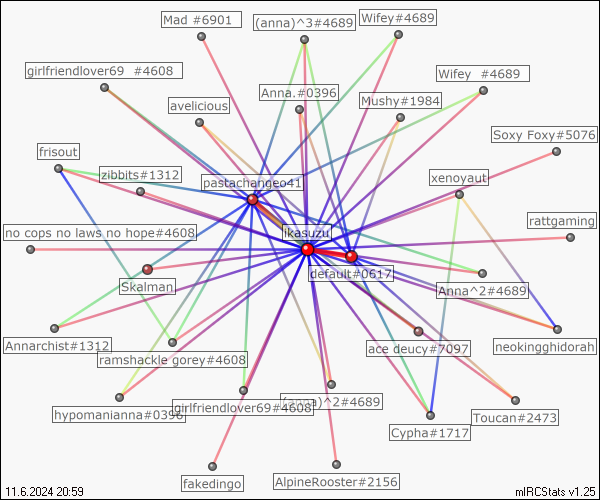 Mad #6901
(anna)^3#4689
Wifey#4689
girlfriendlover69 #4608
Wifey #4689
avelicious
Anna.#0396
Mushy#1984
Soxy Foxy#5076
frisout
zibbits#1312
pastachangeo41
xenoyaut
no cops no laws no hope#4608
ikasuzu
rattgaming
default#0617
Skalman
Anna^2#4689
Annarchist#1312
ramshackle gorey#4608
ace deucy#7097
neokingghidorah
hypomanianna#0396
girlfriendlover69#4608
(anna)^2#4689
Cypha#1717
Toucan#2473
fakedingo
AlpineRooster#2156
11.6.2024 20:59
mIRCStats v1.25